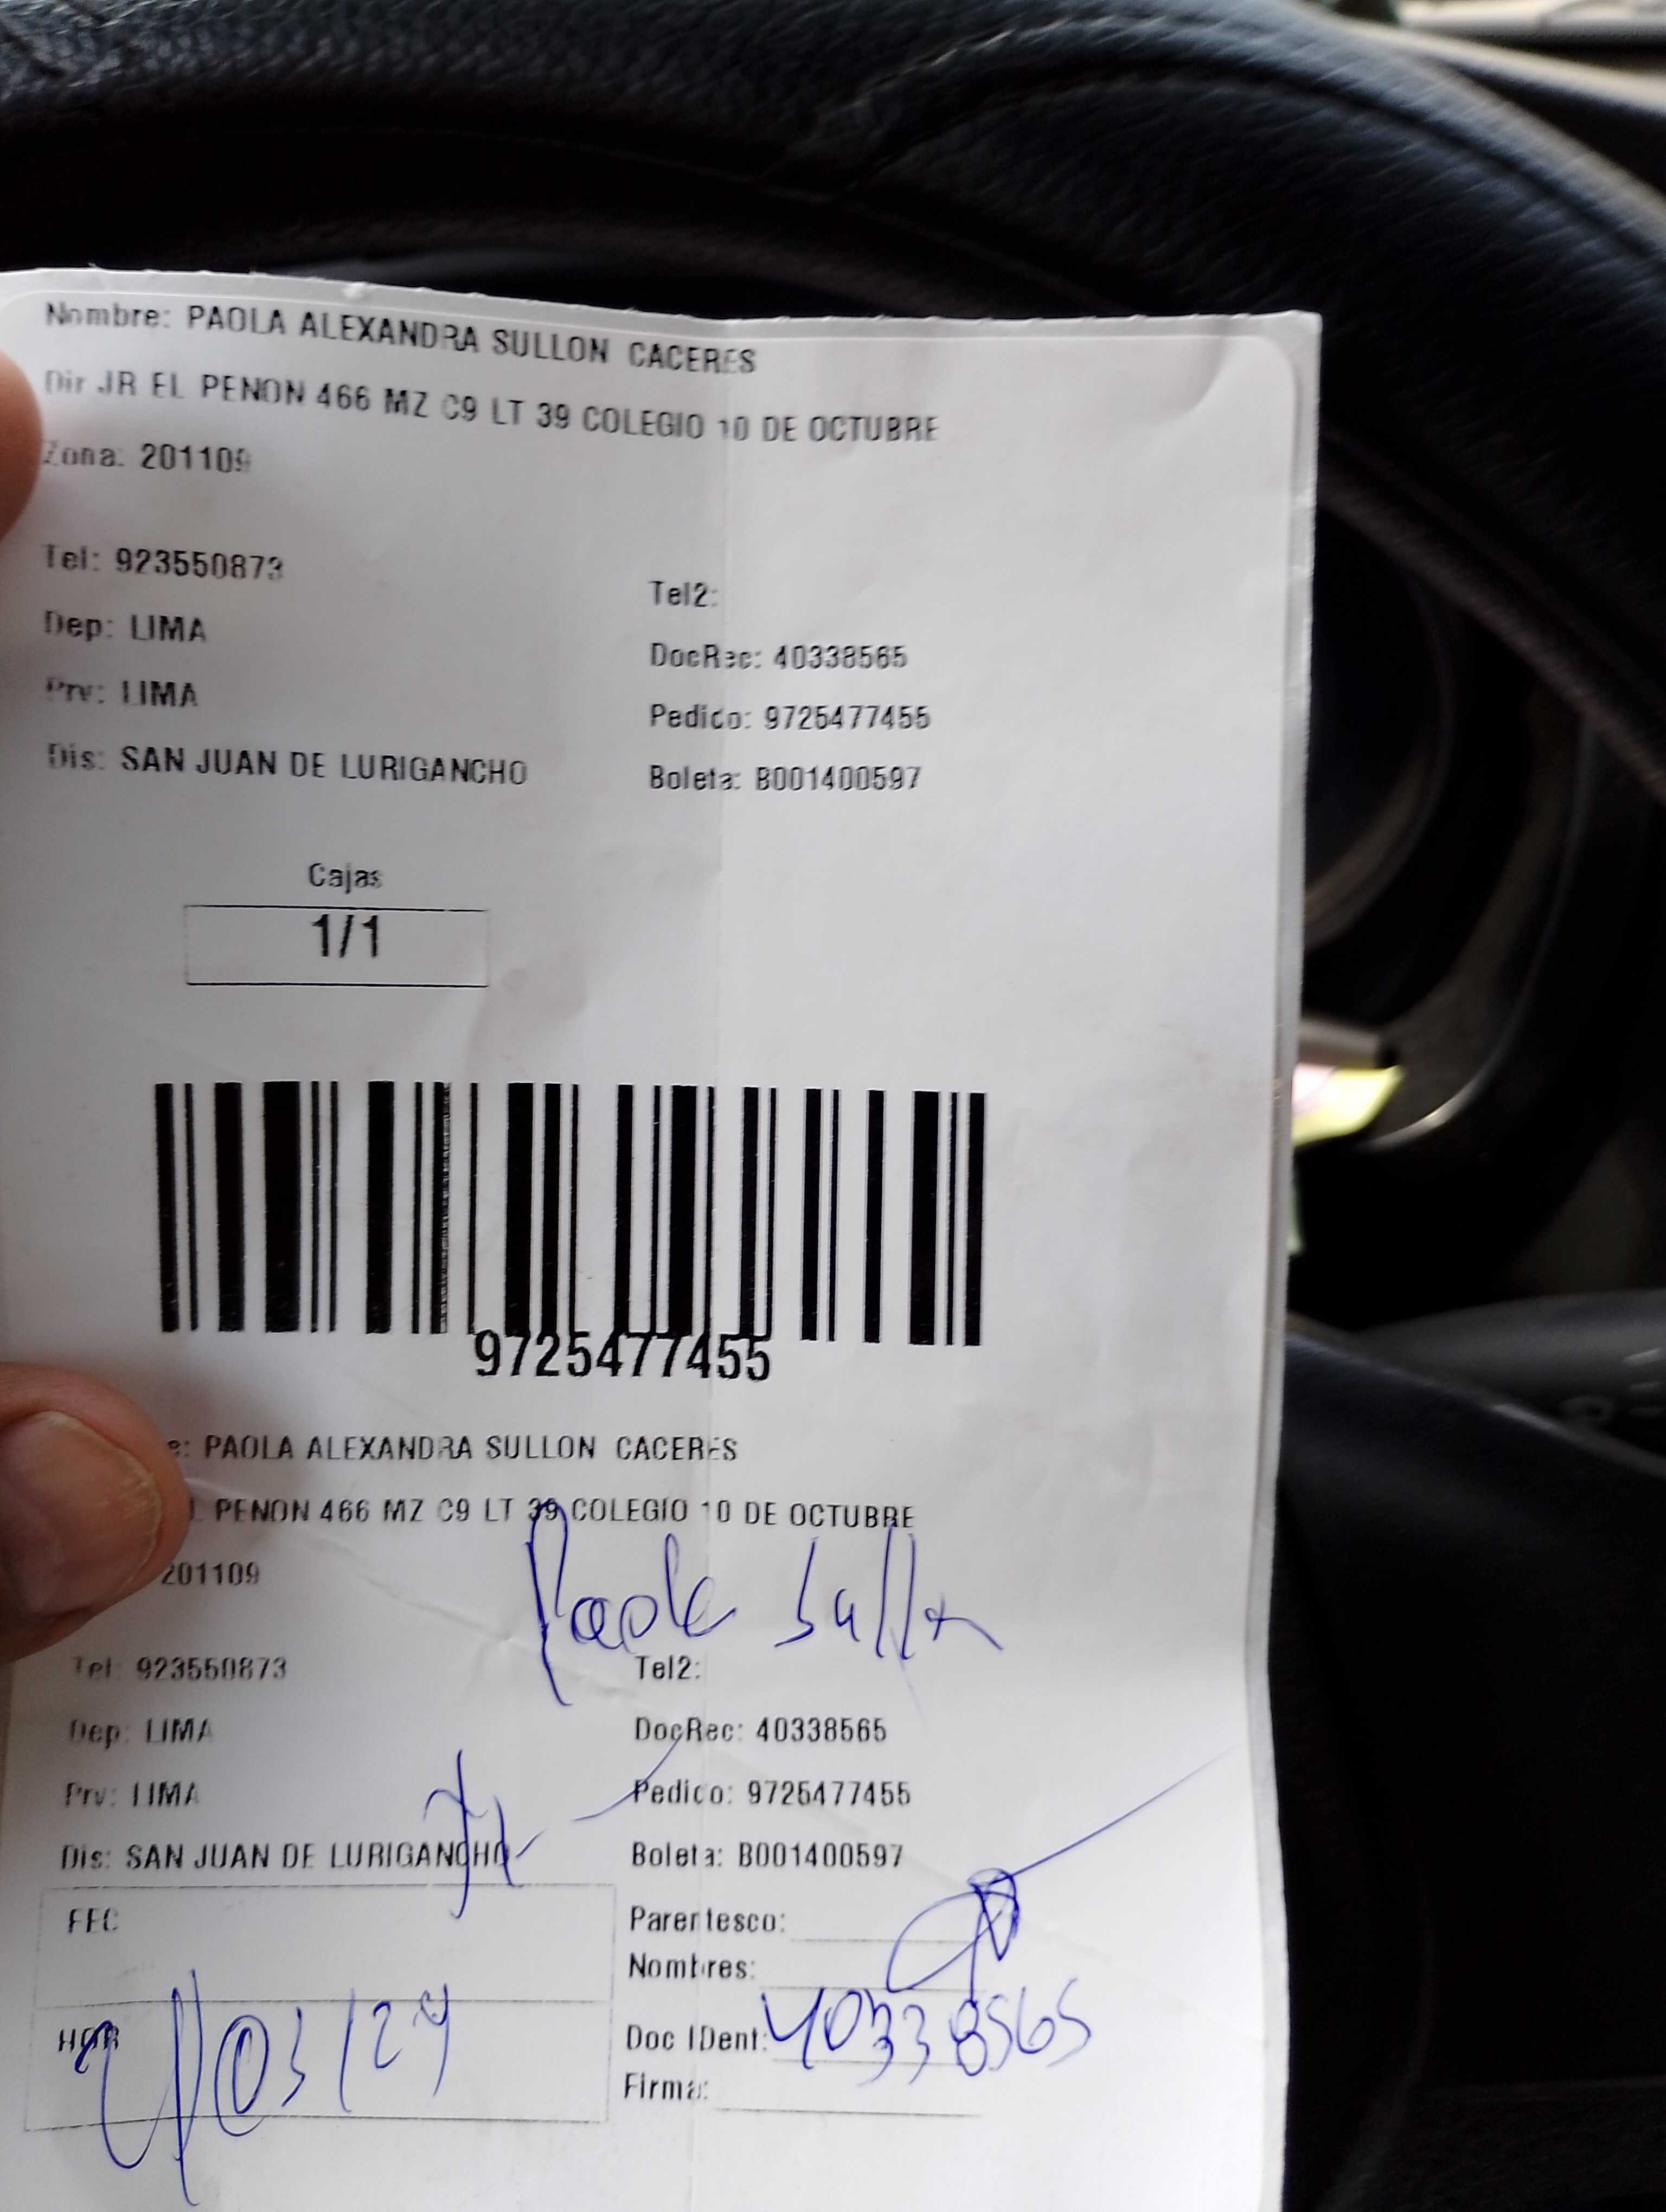 Nombre: PAOLA ALEXANDRA SULLON CACERES
Dir JR EL PENON 466 MZ C9 LT 39 COLEGIO 10 DE OCTUBRE
Zona: 201109
Tel: 923550873
Tel2:
Dep: LIMA
DocRec: 40338565
Prv: LIMA
Pedido: 9725477455
Dis: SAN JUAN DE LURIGANCHO
Boleta: B001400597
Cajas
1/1
9725477455
e: PAOLA ALEXANDRA SULLON CACERES
L PENON 466 MZ C9 LT 39 COLEGIO 10 DE OCTUBRE
201109
Paola Sullon
Tel: 923550873
Tel2:
Dep: LIMA
DocRec: 40338565
Prv: LIMA
Pedido: 9725477455
Dis: SAN JUAN DE LURIGANCHO
Boleta: B001400597
FEC
Parentesco:
Nombres:
HOR
/03/24
Doc IDent: 40338565
Firma: